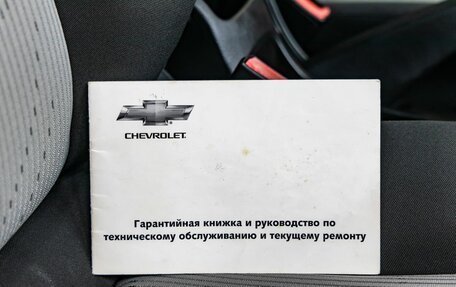 CHEVROLET
Гарантийная книжка и руководство по
техническому обслуживанию и текущему ремонту